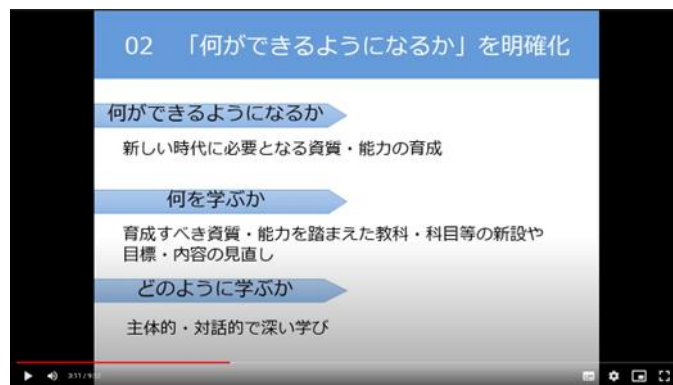 02 「何ができるようになるか」を明確化
何ができるようになるか
新しい時代に必要となる資質・能力の育成
何を学ぶか
育成すべき資質・能力を踏まえた教科・科目等の新設や
目標・内容の見直し
どのように学ぶか
主体的・対話的で深い学び